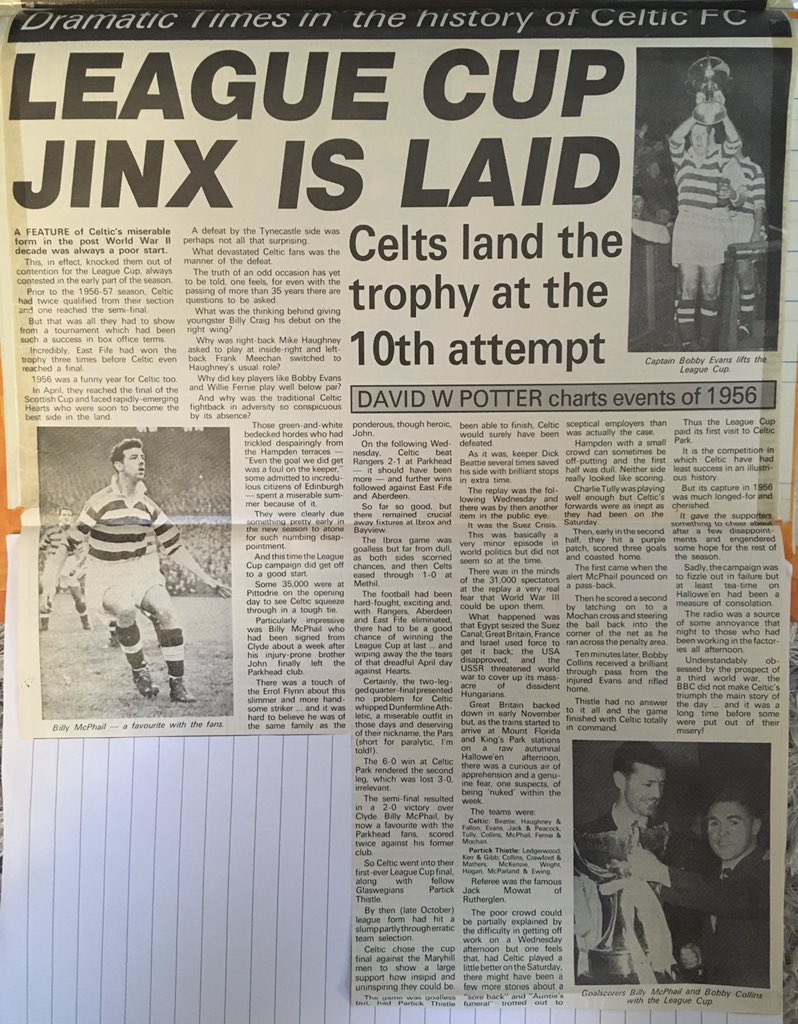 Dramatic Times in the history of Celtic FC
LEAGUE CUP
JINX IS LAID
Celts land the
trophy at the
10th attempt
Captain Bobby Evans lifts the
League Cup.
DAVID W POTTER charts events of 1956
A FEATURE of Celtic's miserable
form in the post World War II
decade was always a poor start.
This, in effect, knocked them out of
contention for the League Cup, always
contested in the early part of the season.
Prior to the 1956-57 season, Celtic
had twice qualified from their section
and one reached the semi-final.
But that was all they had to show
from a tournament which had been
such a success in box office terms.
Incredibly, East Fife had won the
trophy three times before Celtic even
reached a final.
1956 was a funny year for Celtic too.
In April, they reached the final of the
Scottish Cup and faced rapidly-emerging
Hearts who were soon to become the
best side in the land.
A defeat by the Tynecastle side was
perhaps not all that surprising.
What devastated Celtic fans was the
manner of the defeat.
The truth of an odd occasion has yet
to be told, one feels, for even with the
passing of more than 35 years there are
questions to be asked.
What was the thinking behind giving
youngster Billy Craig his debut on the
right wing?
Why was right-back Mike Haughney
asked to play at inside-right and left-
back Frank Meechan switched to
Haughney's usual role?
Why did key players like Bobby Evans
and Willie Fernie play well below par?
And why was the traditional Celtic
fightback in adversity so conspicuous
by its absence?
Billy McPhail — a favourite with the fans.
Those green-and-white
bedecked hordes who had
trickled despairingly from
the Hampden terraces —
"Even the goal we did get
was a foul on the keeper,"
some admitted to incredu-
lous citizens of Edinburgh
- spent a miserable sum-
mer because of it.
They were clearly due
something pretty early in
the new season to atone
for such numbing disap-
pointment.
And this time the League
Cup campaign did get off
to a good start.
Some 35,000 were at
Pittodrie on the opening
day to see Celtic squeeze
through in a tough tie.
Particularly impressive
was Billy McPhail who
had been signed from
Clyde about a week after
his injury-prone brother
John finally left the
Parkhead club.
There was a touch of
the Errol Flynn about this
slimmer and more hand-
some striker ... and it was
hard to believe he was of
the same family as the
ponderous, though heroic,
John.
On the following Wed-
nesday, Celtic beat
Rangers 2-1 at Parkhead
— it should have been
more — and further wins
followed against East Fife
and Aberdeen.
So far so good, but
there remained crucial
away fixtures at Ibrox and
Bayview.
The Ibrox game was
goalless but far from dull,
as both sides scorned
chances, and then Celts
eased through 1-0 at
Methil.
The football had been
hard-fought, exciting and,
with Rangers, Aberdeen
and East Fife eliminated,
there had to be a good
chance of winning the
League Cup at last ... and
wiping away the the tears
of that dreadful April day
against Hearts.
Certainly, the two-leg-
ged quarter-final presented
no problem for Celtic
whipped Dunfermline Ath-
letic, a miserable outfit in
those days and deserving
of their nickname, the Pars
(short for paralytic, I'm
told!).
The 6-0 win at Celtic
Park rendered the second
leg, which was lost 3-0,
irrelevant.
The semi-final resulted
in a 2-0 victory over
Clyde. Billy McPhail, by
now a favourite with the
Parkhead fans, scored
twice against his former
club.
So Celtic went into their
first-ever League Cup final,
along with fellow
Glaswegians Partick
Thistle.
By then (late October)
league form had hit a
slump partly through erratic
team selection.
Celtic chose the cup
final against the Maryhill
men to show a large
support how insipid and
uninspiring they could be.
The game was goalless
but, had Partick Thistle
been able to finish, Celtic
would surely have been
defeated.
As it was, keeper Dick
Beattie several times saved
his side with brilliant stops
in extra time.
The replay was the fol-
lowing Wednesday and
there was by then another
item in the public eye.
It was the Suez Crisis.
This was basically a
very minor episode in
world politics but did not
seem so at the time.
There was in the minds
of the 31,000 spectators
at the replay a very real
fear that World War III
could be upon them.
What happened was
that Egypt seized the Suez
Canal; Great Britain, France
and Israel used force to
get it back; the USA
disapproved; and the
USSR threatened world
war to cover up its mass-
acre of dissident
Hungarians.
Great Britain backed
down in early November
but, as the trains started to
arrive at Mount Florida
and King's Park stations
on a raw autumnal
Hallowe'en afternoon,
there was a curious air of
apprehension and a genu-
ine fear, one suspects, of
being 'nuked' within the
week.
The teams were:
Celtic: Beattie, Haughney &
Fallon; Evans, Jack & Peacock,
Tully, Collins, McPhail, Fernie &
Mochan.
Partick Thistle: Ledgerwood;
Kerr & Gibb; Collins, Crawford &
Mathers; McKenzie, Wright,
Hogan, McParland & Ewing.
Referee was the famous
Jack Mowat of
Rutherglen.
The poor crowd could
be partially explained by
the difficulty in getting off
work on a Wednesday
afternoon but one feels
that, had Celtic played a
little better on the Saturday,
there might have been a
few more stories about a
"sore back" and "Auntie's
funeral" trotted out to
sceptical employers than
was actually the case.
Hampden with a small
crowd can sometimes be
off-putting and the first
half was dull. Neither side
really looked like scoring.
Charlie Tully was playing
well enough but Celtic's
forwards were as inept as
they had been on the
Saturday.
Then, early in the second
half, they hit a purple
patch, scored three goals
and coasted home.
The first came when the
alert McPhail pounced on
a pass-back.
Then he scored a second
by latching on to a
Mochan cross and steering
the ball back into the
corner of the net as he
ran across the penalty area.
Ten minutes later, Bobby
Collins received a brilliant
through pass from the
injured Evans and rifled
home.
Thistle had no answer
to it all and the game
finished with Celtic totally
in command.
Thus the League Cup
paid its first visit to Celtic
Park.
It is the competition in
which Celtic have had
least success in an illustri-
ous history.
But its capture in 1956
was much longed-for and
cherished.
It gave the supporters
something to cheer about
after a few disappoint-
ments and engendered
some hope for the rest of
the season.
Sadly, the campaign was
to fizzle out in failure but
at least tea-time on
Hallowe'en had been a
measure of consolation.
The radio was a source
of some annoyance that
night to those who had
been working in the factor-
ies all afternoon.
Understandably ob-
sessed by the prospect of
a third world war, the
BBC did not make Celtic's
triumph the main story of
the day ... and it was a
long time before some
were put out of their
misery!
Goalscorers Billy McPhail and Bobby Collins
with the League Cup.